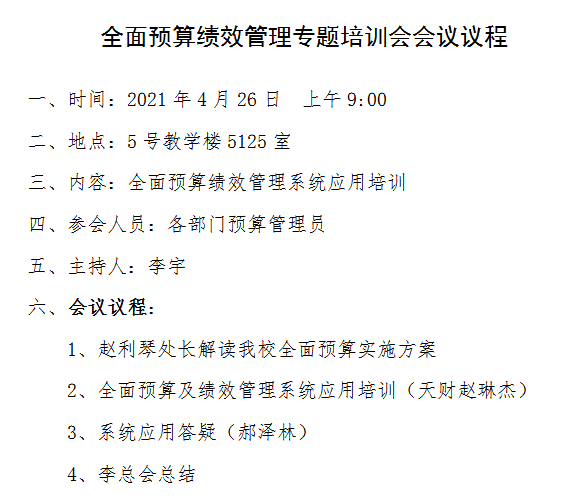 全面预算绩效管理专题培训会会议议程
一、时间：2021 年 4 月 26 日　上午 9:00
二、地点：5 号教学楼 5125 室
三、内容：全面预算绩效管理系统应用培训
四、参会人员：各部门预算管理员
五、主持人：李宇
六、会议议程：
1、赵利琴处长解读我校全面预算实施方案
2、全面预算及绩效管理系统应用培训（天财赵琳杰）
3、系统应用答疑（郝泽林）
4、李总会总结